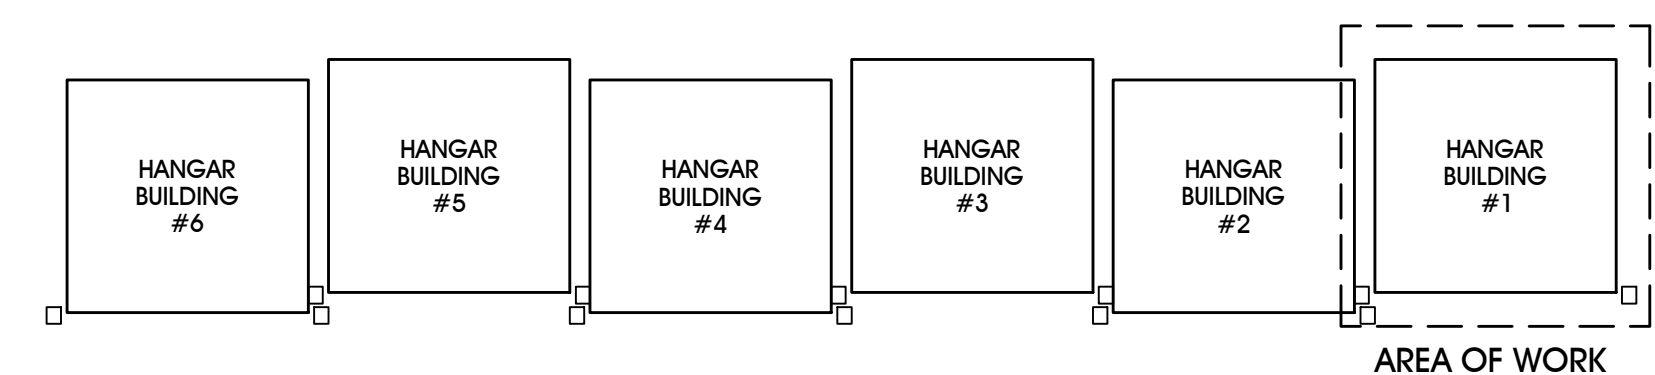 HANGAR
BUILDING
#6
HANGAR
BUILDING
#5
HANGAR
BUILDING
#4
HANGAR
BUILDING
#3
HANGAR
BUILDING
#2
HANGAR
BUILDING
#1
AREA OF WORK